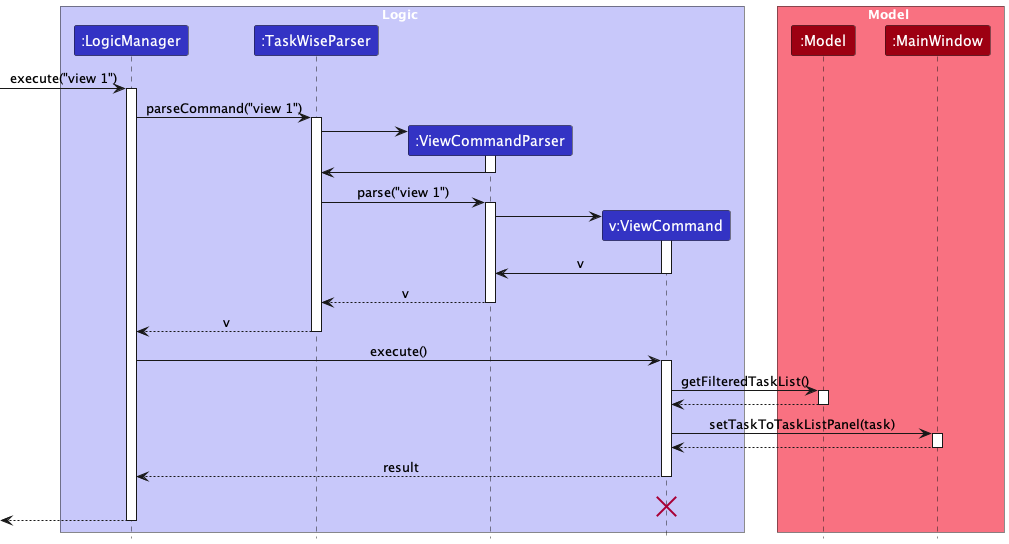 Logic
Model
:LogicManager
:TaskWiseParser
:Model
:MainWindow
execute("view 1")
parseCommand("view 1")
:ViewCommandParser
parse("view 1")
v:ViewCommand
v
v
v
execute()
getFilteredTaskList()
setTaskToTaskListPanel(task)
result